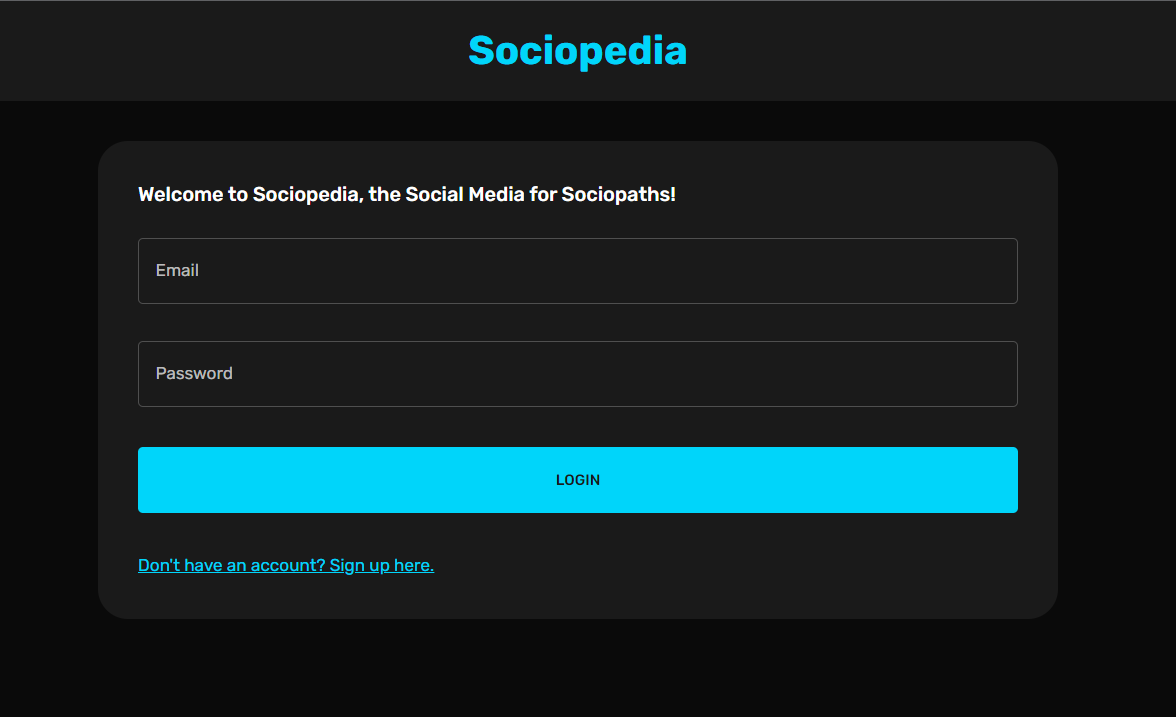 Sociopedia
Welcome to Sociopedia, the Social Media for Sociopaths!
Email
Password
LOGIN
Don't have an account? Sign up here.